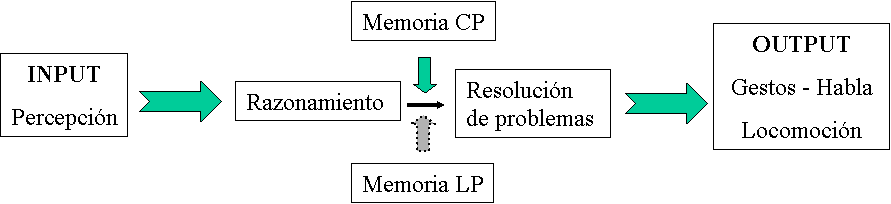 INPUT
Percepción
Razonamiento
Memoria CP
Memoria LP
Resolución
de problemas
OUTPUT
Gestos - Habla
Locomoción